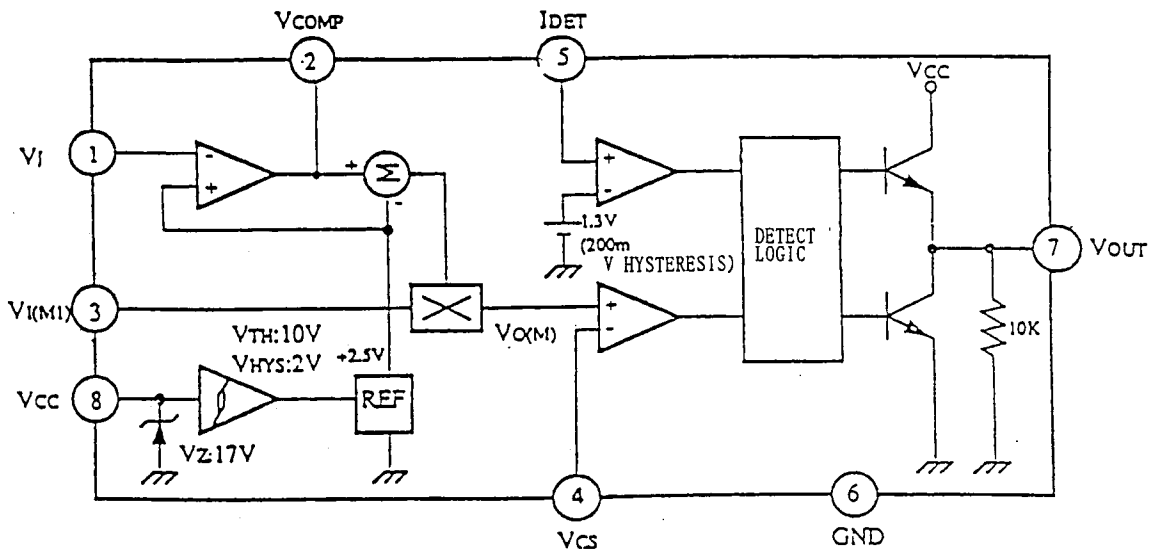 VCOMP
IDET
2
5
VCC
VI
1
-
+
+
Σ
-
+
-
1.3V
(200m
V HYSTERESIS)
DETECT
LOGIC
7
VOUT
VI(M1)
3
VO(M)
+
-
10K
VTH:10V
VHYS:2V
+2.5V
VCC
8
REF
VZ:17V
4
6
VCS
GND